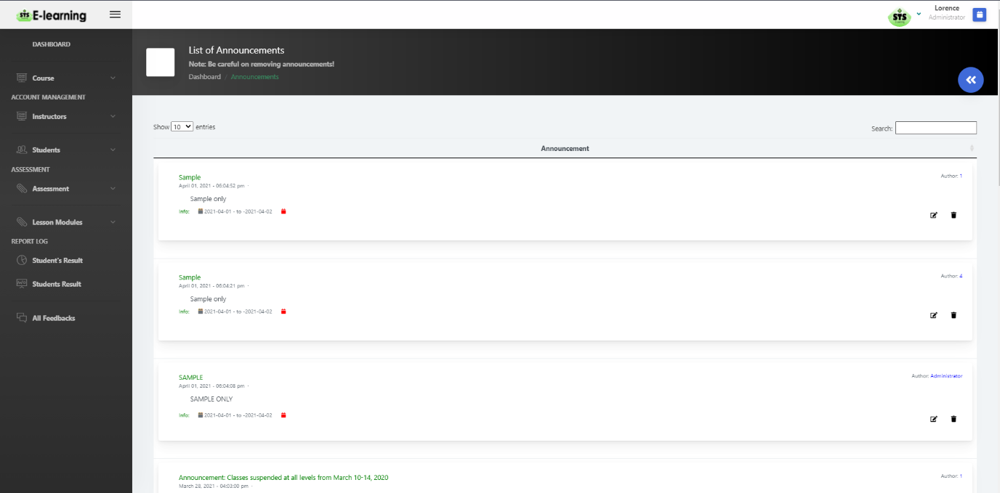 STS E-learning
Lorence
Administrator
STS
DASHBOARD
Course
ACCOUNT MANAGEMENT
Instructors
Students
ASSESSMENT
Assessment
Lesson Modules
REPORT LOG
Student's Result
Students Result
All Feedbacks
List of Announcements
Note: Be careful on removing announcements!
Dashboard / Announcements
Show 10 entries
Search:
Announcement
Sample
Author: 1
April 01, 2021 - 06:04:52 pm -
Sample only
Info: 2021-04-01 - to -2021-04-02
Sample
Author: 4
April 01, 2021 - 06:04:21 pm -
Sample only
Info: 2021-04-01 - to -2021-04-02
SAMPLE
Author: Administrator
April 01, 2021 - 06:04:08 pm -
SAMPLE ONLY
Info: 2021-04-01 - to -2021-04-02
Announcement: Classes suspended at all levels from March 10-14, 2020
Author: 1
March 28, 2021 - 04:03:00 pm -